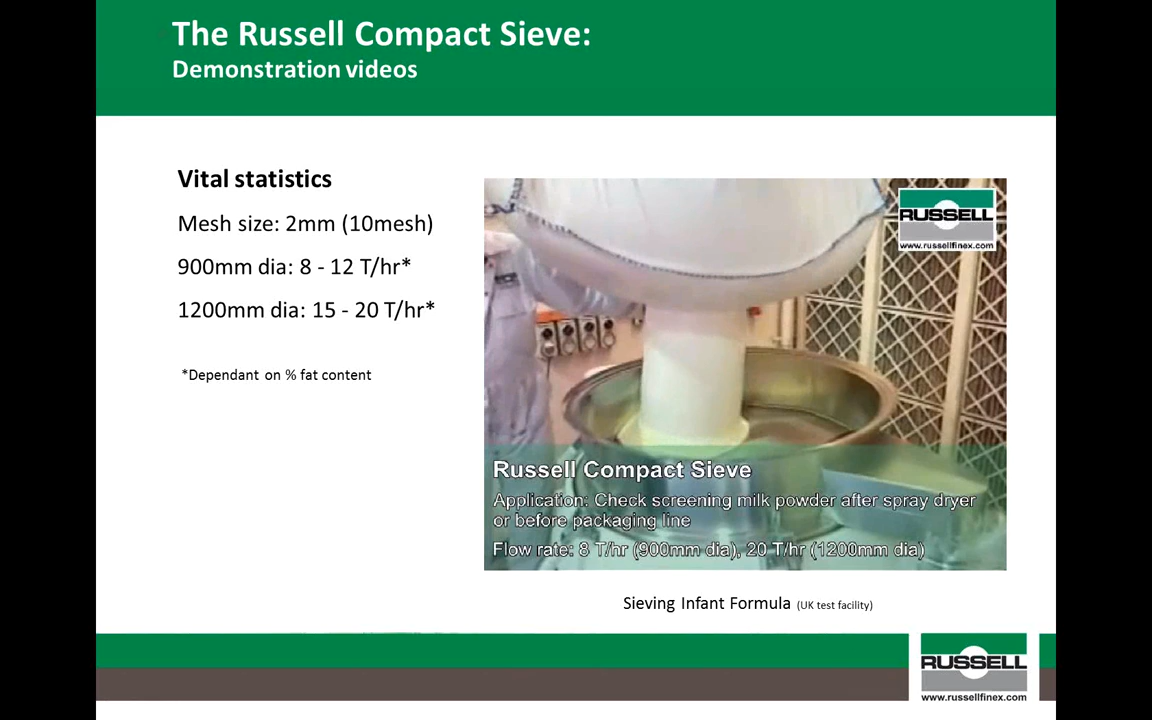 The Russell Compact Sieve:
Demonstration videos
Vital statistics
Mesh size: 2mm (10mesh)
900mm dia: 8 - 12 T/hr*
1200mm dia: 15 - 20 T/hr*
*Dependant on % fat content
RUSSELL
www.russellfinex.com
Russell Compact Sieve
Application: Check screening milk powder after spray dryer
or before packaging line
Flow rate: 8 T/hr (900mm dia), 20 T/hr (1200mm dia)
Sieving Infant Formula (UK test facility)
RUSSELL
www.russellfinex.com